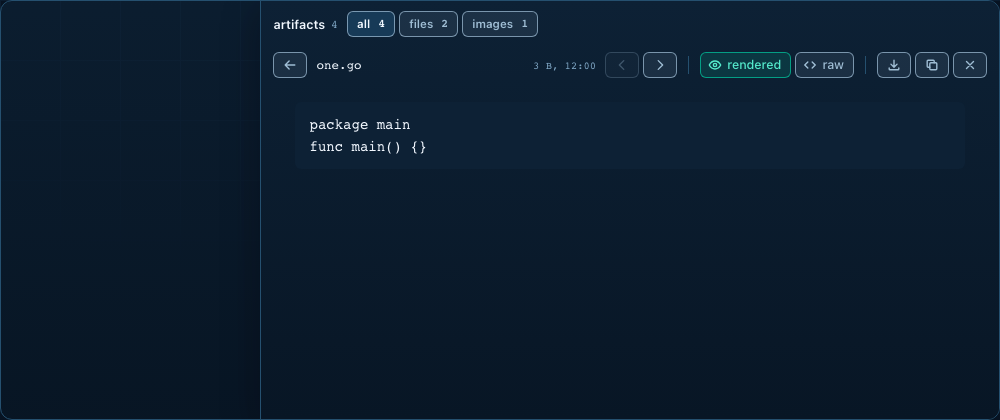 artifacts 4 all 4 files 2 images 1
one.go 3 B, 12:00 rendered raw
package main
func main() {}